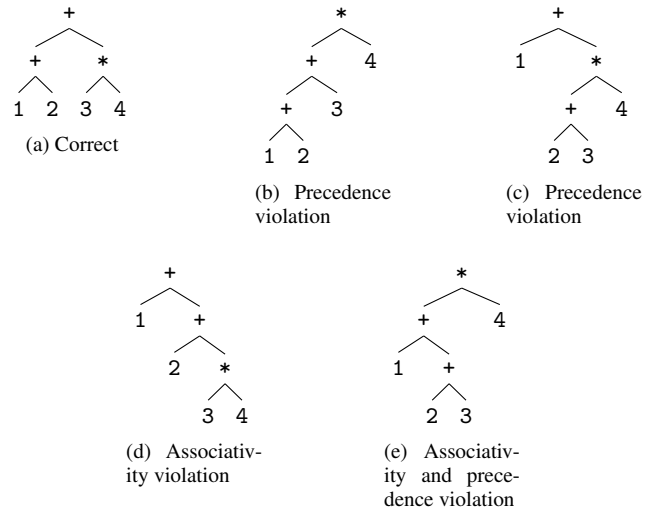 +
+ *
1 2 3 4
(a) Correct
*
+ 4
+ 3
1 2
(b) Precedence
violation
+
1 *
+ 4
2 3
(c) Precedence
violation
+
1 +
2 *
3 4
(d) Associativ-
ity violation
*
+ 4
1 +
2 3
(e) Associativ-
ity and prece-
dence violation